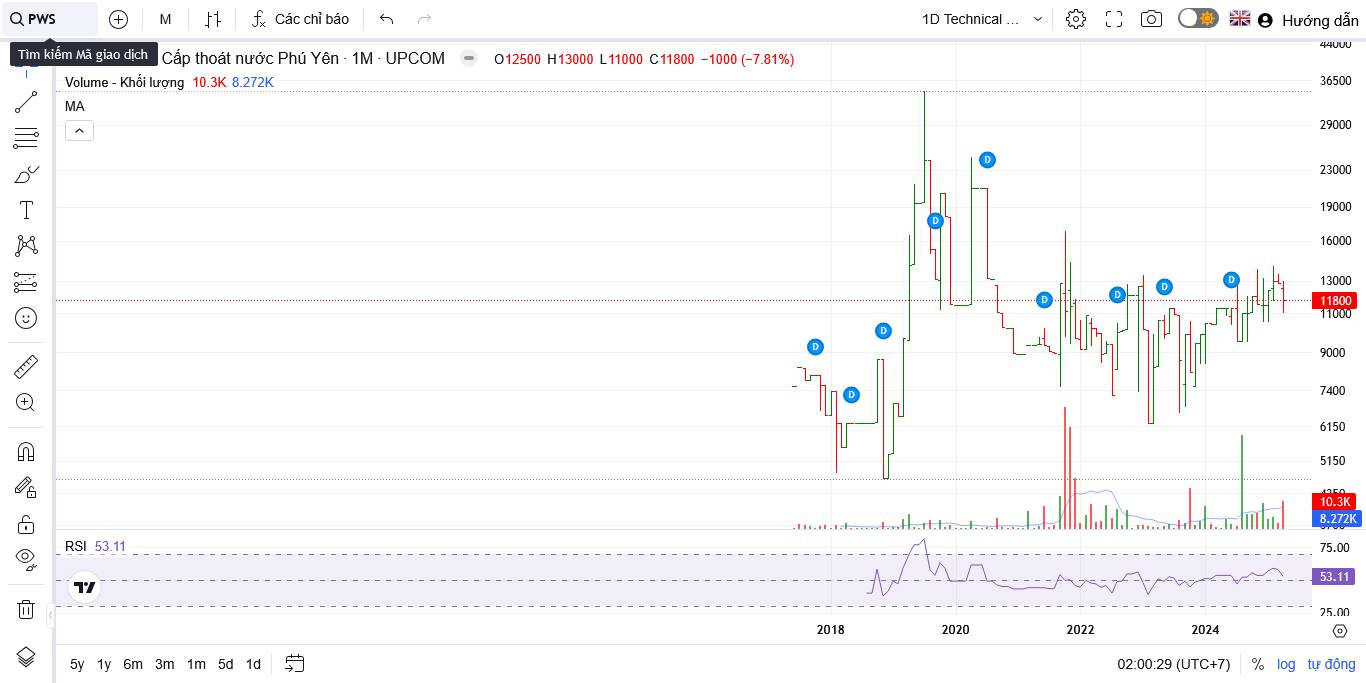 PWS
M
Các chỉ báo
1D Technical ...
Hướng dẫn
Tìm kiếm Mã giao dịch
Cấp thoát nước Phú Yên · 1M · UPCOM
O12500 H13000 L11000 C11800 −1000 (−7.81%)
Volume - Khối lượng 10.3K 8.272K
MA
44000
36500
29000
23000
19000
16000
13000
11800
11000
9000
7400
6150
5150
4250
10.3K
8.272K
D
D
D
D
D
D
D
D
D
RSI 53.11
75.00
53.11
25.00
2018 2020 2022 2024
5y 1y 6m 3m 1m 5d 1d
02:00:29 (UTC+7) % log tự động